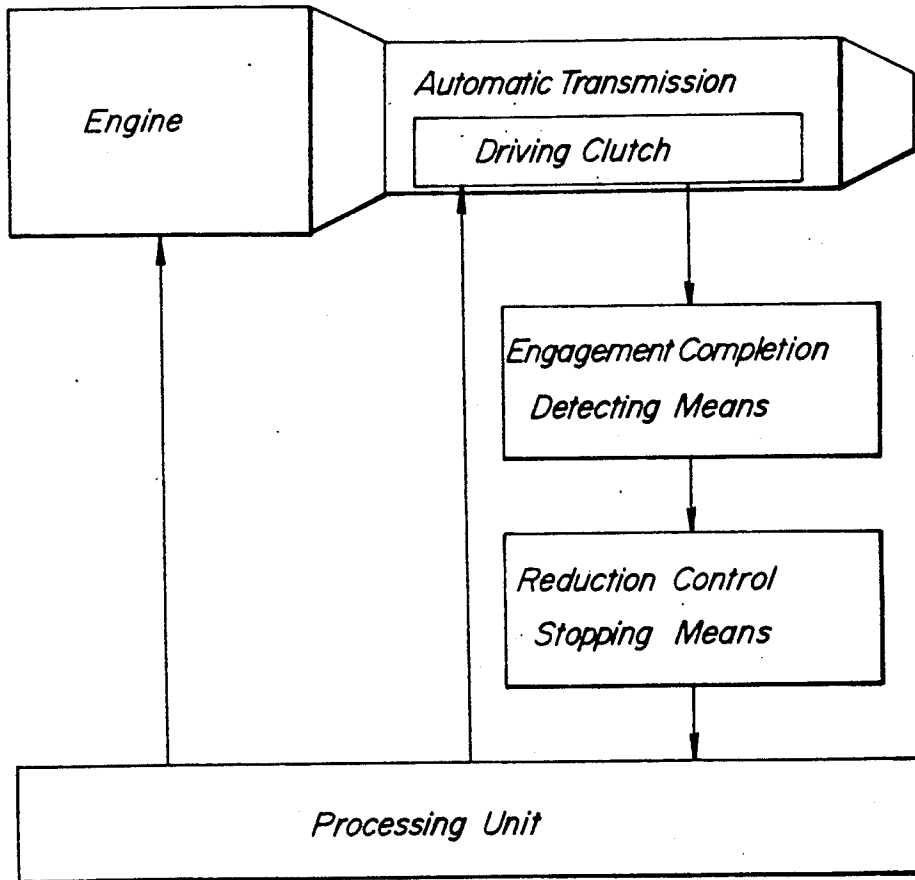 Engine
Automatic Transmission
Driving Clutch
Engagement Completion
Detecting Means
Reduction Control
Stopping Means
Processing Unit